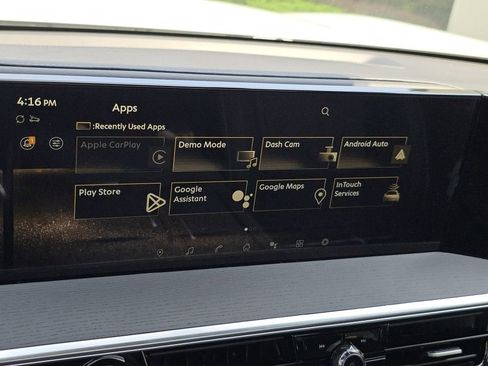 4:16 PM
Apps
:Recently Used Apps
Apple CarPlay
Demo Mode
Dash Cam
Android Auto
Play Store
Google
Assistant
Google Maps
InTouch
Services